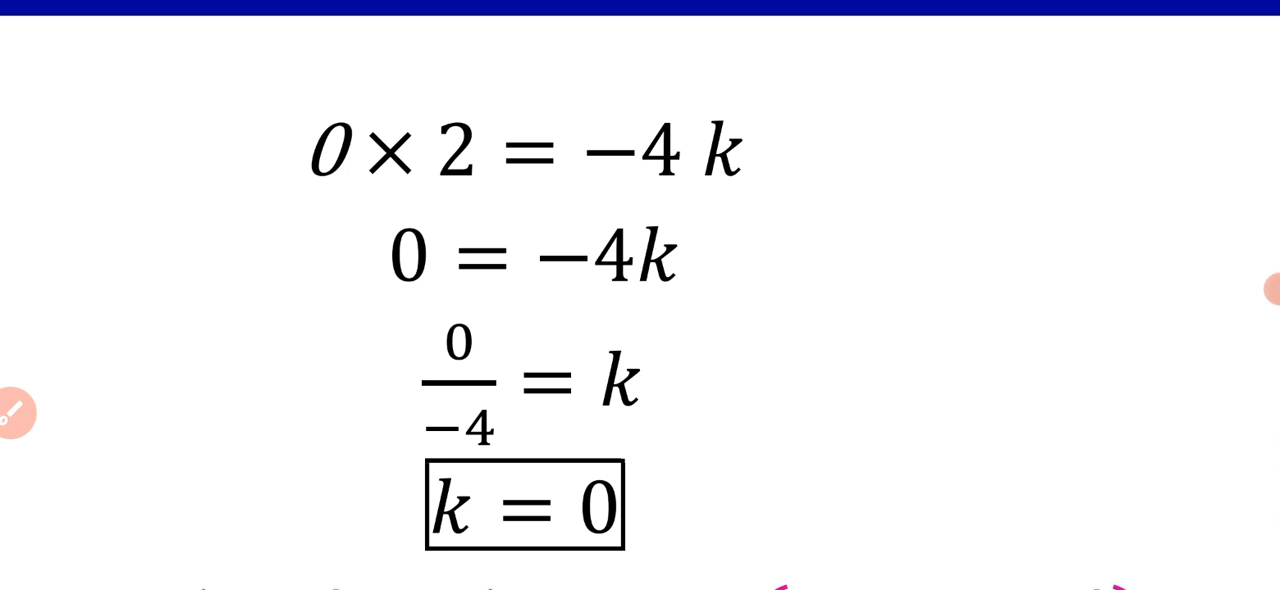 0 × 2 = −4 k
0 = −4k
0/−4 = k
k = 0